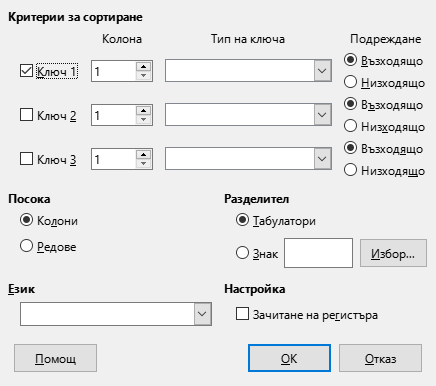 Критерии за сортиране
Колона Тип на ключа Подреждане
Ключ 1 1 Възходящо
Низходящо
Ключ 2 1 Възходящо
Низходящо
Ключ 3 1 Възходящо
Низходящо
Посока Разделител
Колони Табулатори
Редове Знак Избор...
Език Настройка
Зачитане на регистъра
Помощ OK Отказ